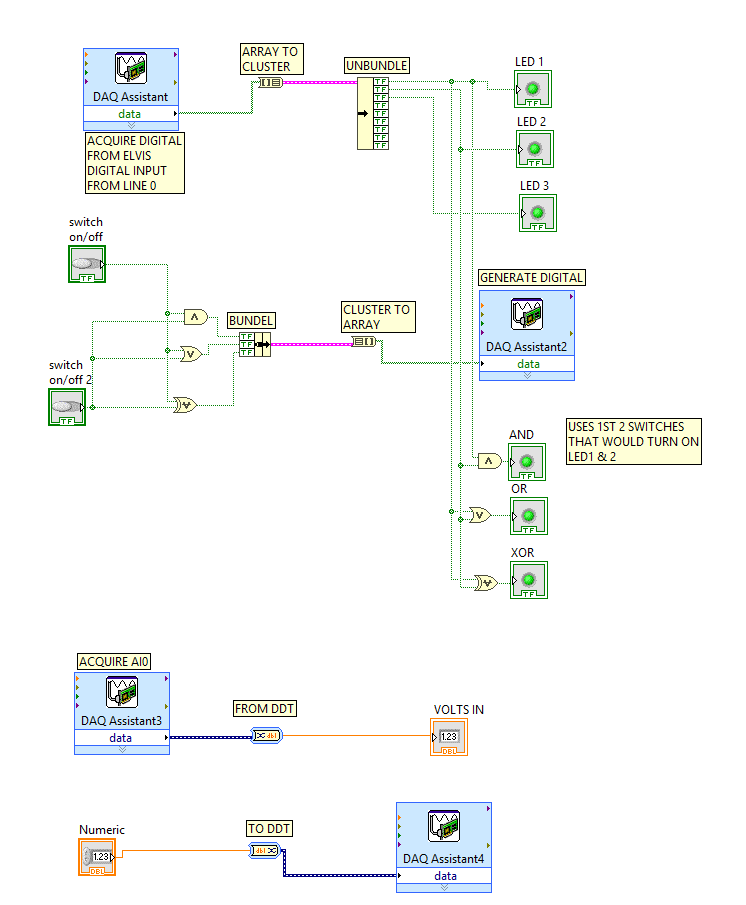 ARRAY TO
CLUSTER
UNBUNDLE
LED 1
DAQ Assistant
data
TF
TF
TF
TF
TF
TF
TF
TF
TF
ACQUIRE DIGITAL
FROM ELVIS
DIGITAL INPUT
FROM LINE 0
LED 2
TF
LED 3
TF
switch
on/off
TF
GENERATE DIGITAL
BUNDEL
CLUSTER TO
ARRAY
DAQ Assistant2
data
TF
TF
TF
switch
on/off 2
TF
USES 1ST 2 SWITCHES
THAT WOULD TURN ON
LED1 & 2
AND
TF
OR
TF
XOR
TF
ACQUIRE AI0
DAQ Assistant3
data
FROM DDT
dbl
VOLTS IN
1.23
DBL
Numeric
1.23
DBL
TO DDT
dbl
DAQ Assistant4
data